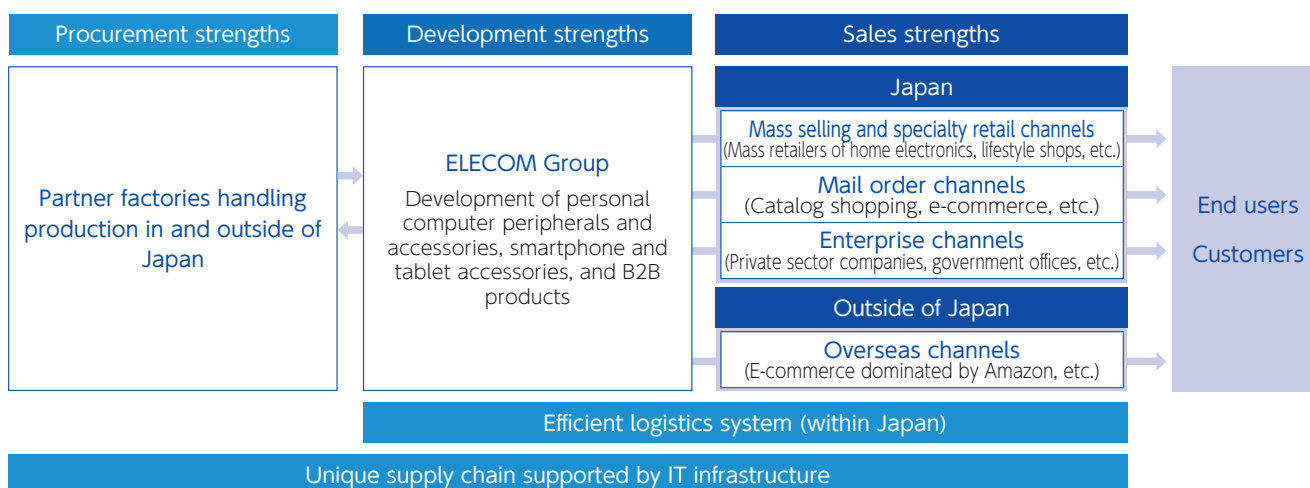 Procurement strengths
Development strengths
Sales strengths
Partner factories handling
production in and outside of
Japan
ELECOM Group
Development of personal
computer peripherals and
accessories, smartphone and
tablet accessories, and B2B
products
Japan
Mass selling and specialty retail channels
(Mass retailers of home electronics, lifestyle shops, etc.)
Mail order channels
(Catalog shopping, e-commerce, etc.)
Enterprise channels
(Private sector companies, government offices, etc.)
Outside of Japan
Overseas channels
(E-commerce dominated by Amazon, etc.)
End users
Customers
Efficient logistics system (within Japan)
Unique supply chain supported by IT infrastructure